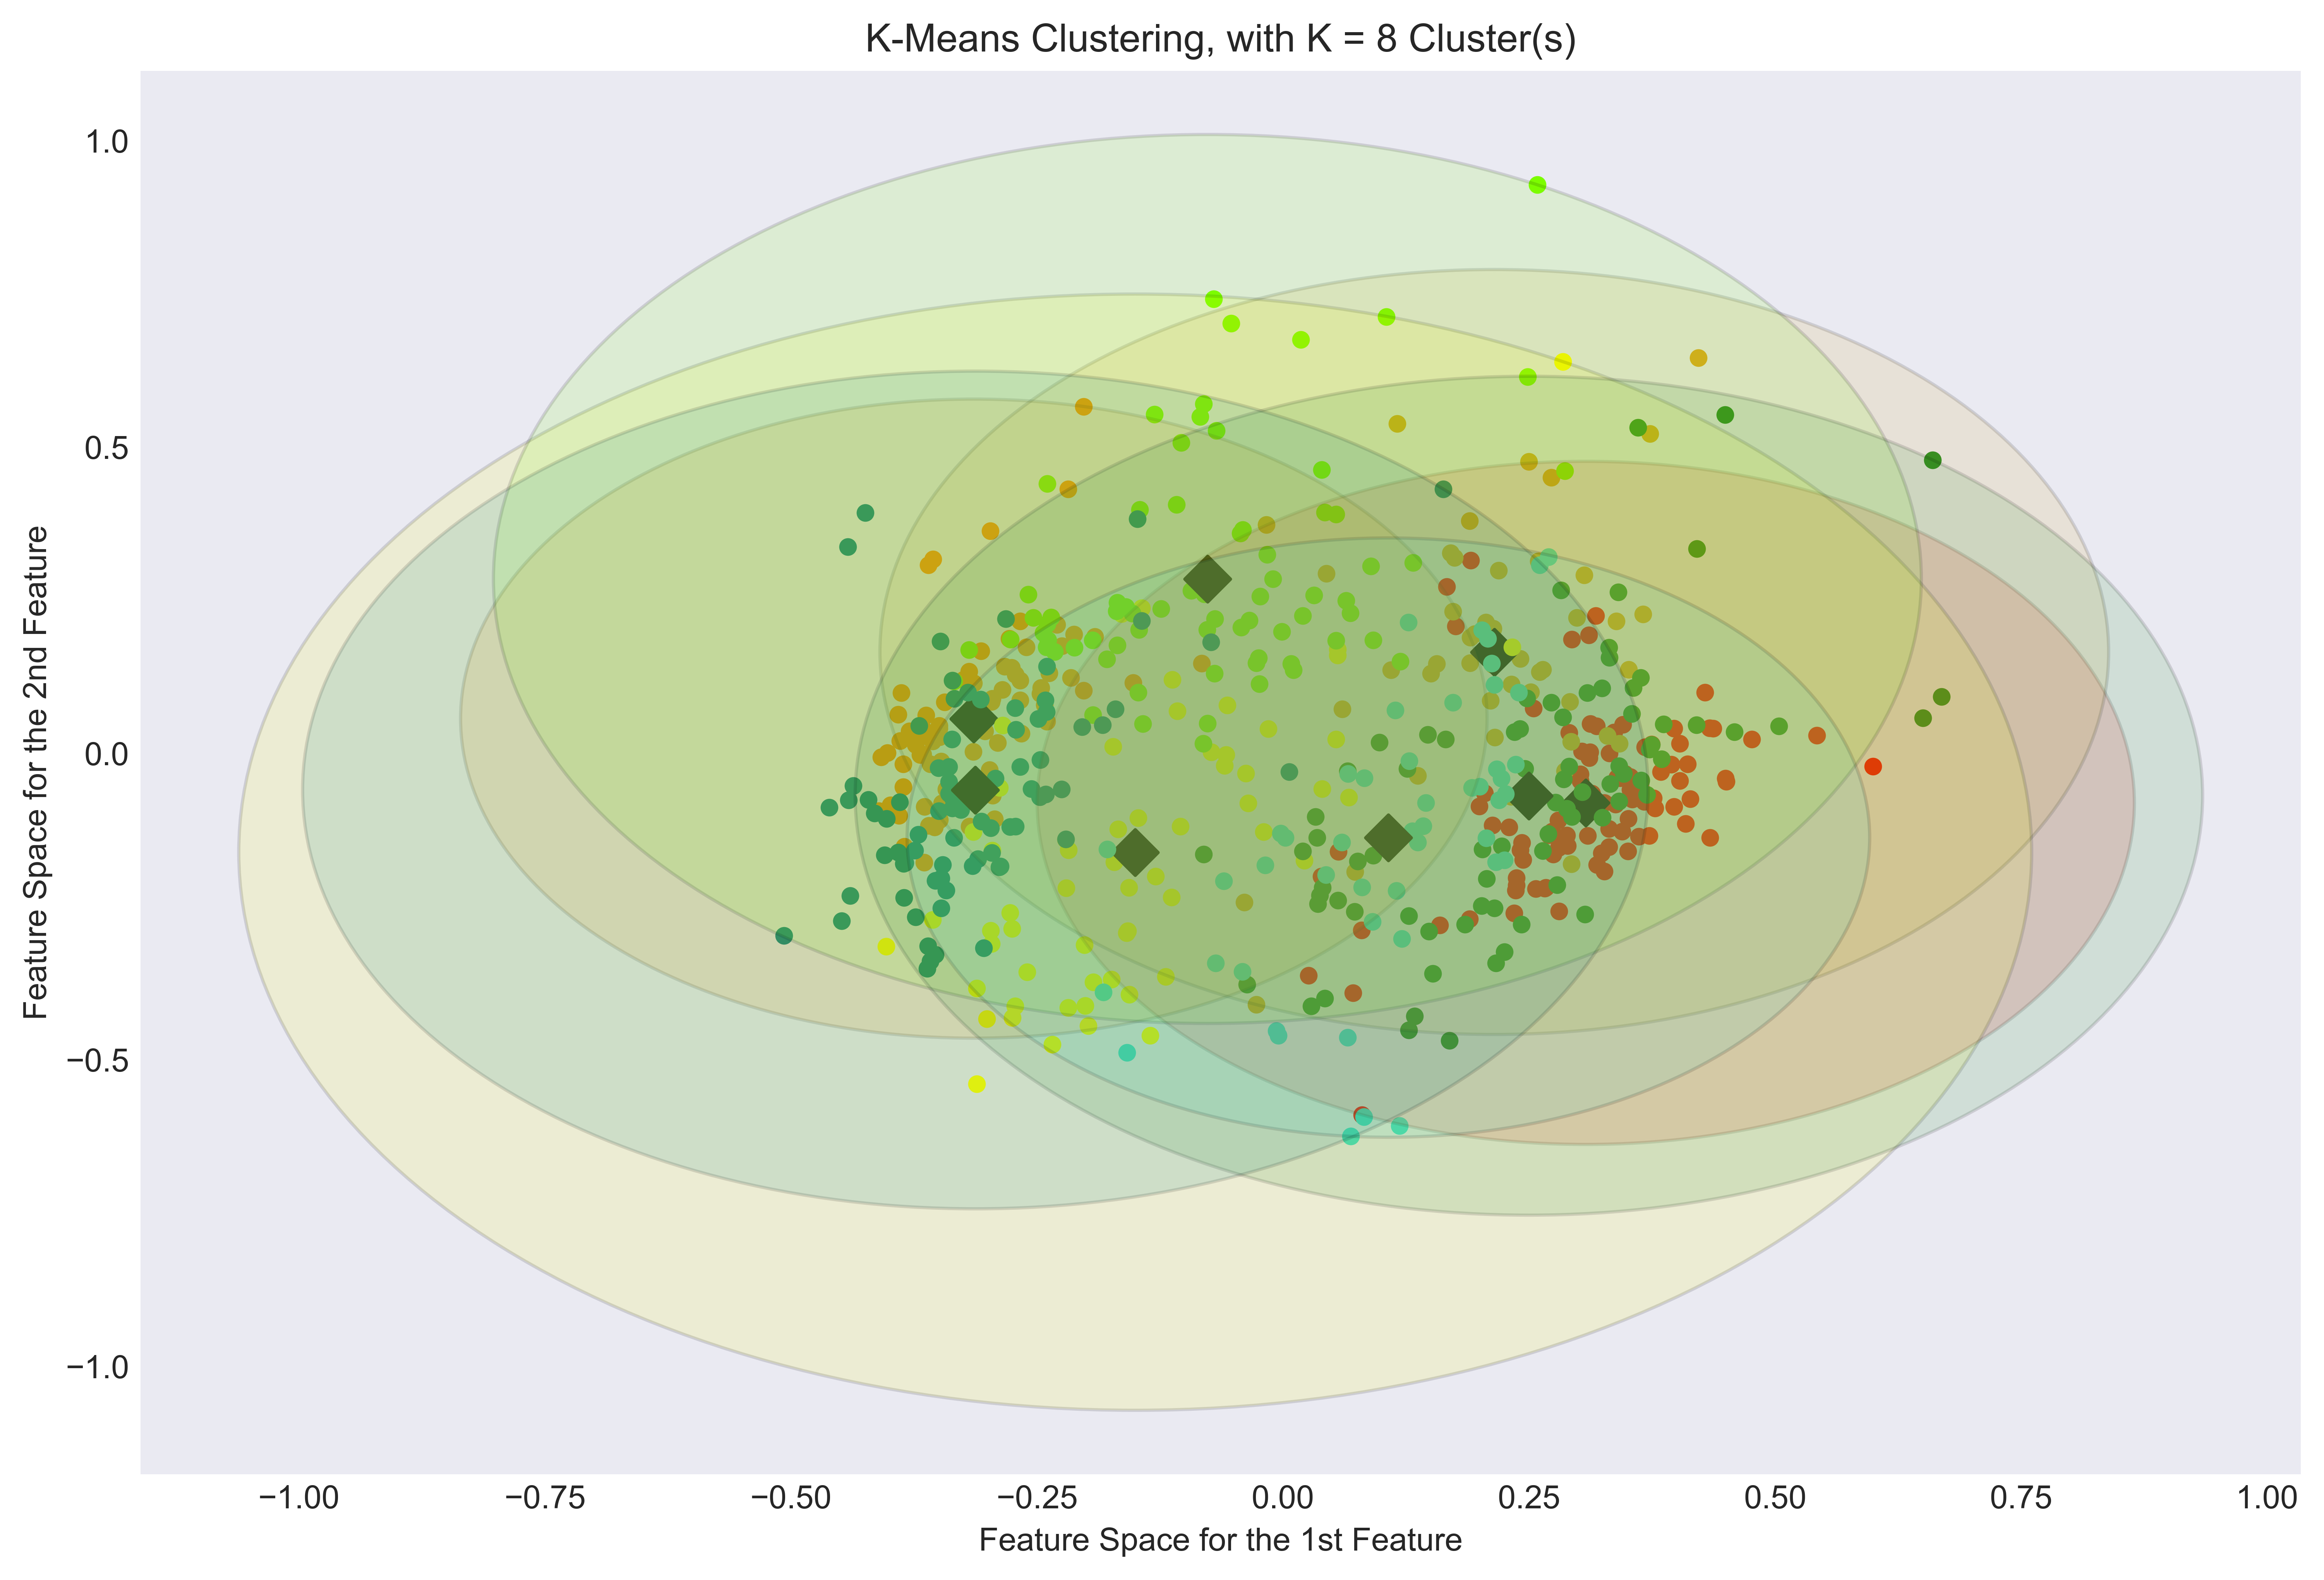 K-Means Clustering, with K = 8 Cluster(s)
1.0
0.5
0.0
−0.5
−1.0
Feature Space for the 2nd Feature
−1.00 −0.75 −0.50 −0.25 0.00 0.25 0.50 0.75 1.00
Feature Space for the 1st Feature